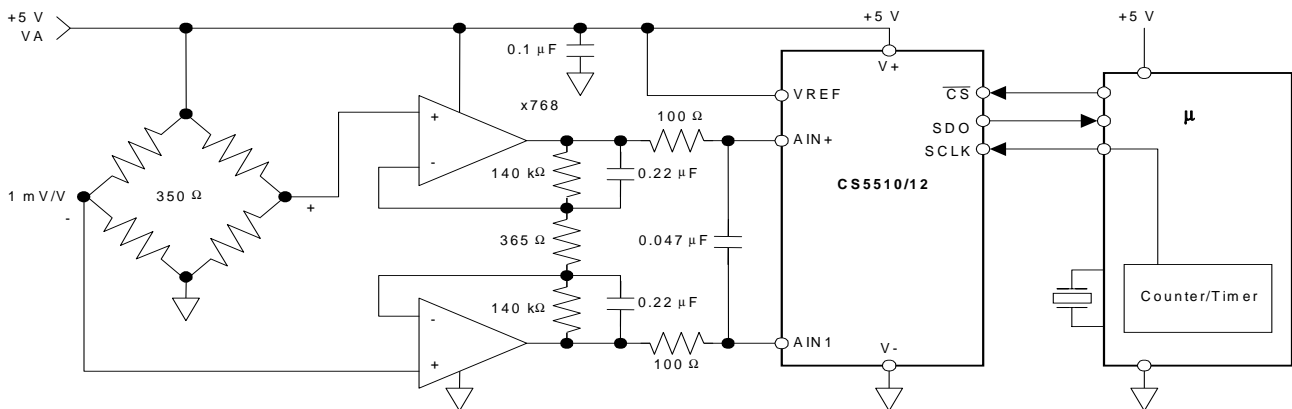 +5 V
VA
0.1 µF
+5 V
V+
+5 V
x768
VREF
CS
µ
+
-
100 Ω
AIN+
SDO
SCLK
140 kΩ
0.22 µF
CS5510/12
1 mV/V
-
350 Ω
+
365 Ω
0.047 µF
140 kΩ
0.22 µF
Counter/Timer
-
+
100 Ω
AIN1
V-